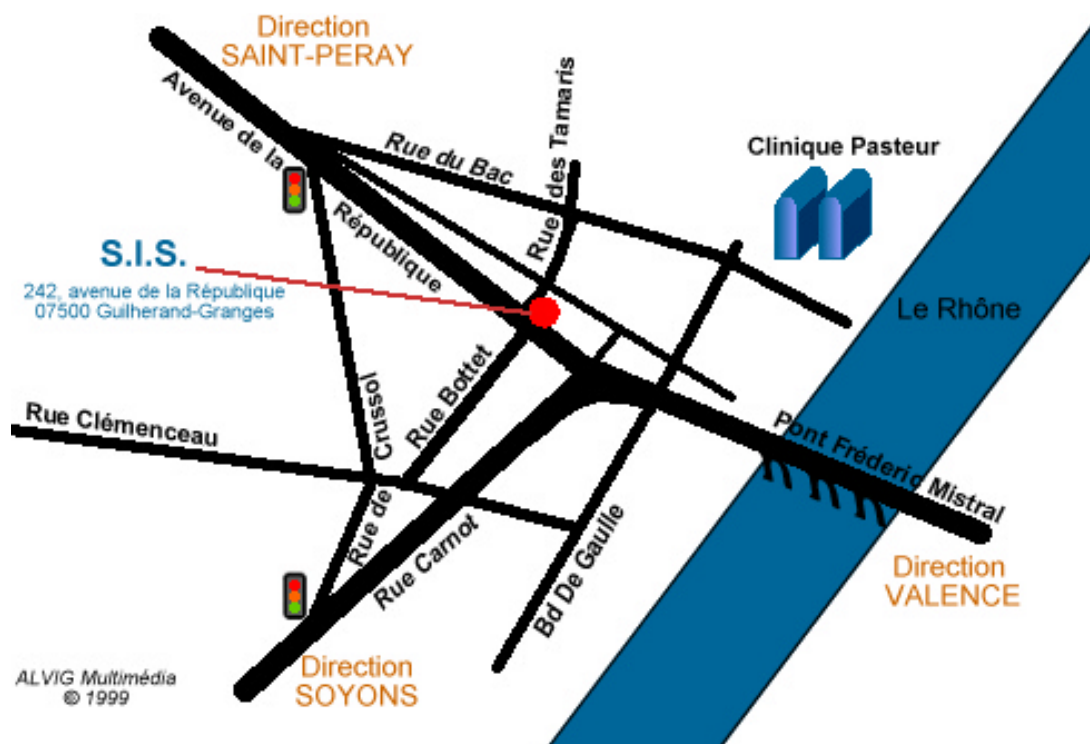 Direction
SAINT-PERAY
Avenue de la
République
Rue du Bac
Rue des Tamaris
Clinique Pasteur
S.I.S.
242, avenue de la République
07500 Guilherand-Granges
Le Rhône
Rue Bottet
Rue de Crussol
Rue Clémenceau
Pont Fréderic Mistral
Rue Carnot
Bd De Gaulle
Direction
VALENCE
Direction
SOYONS
ALVIG Multimédia
© 1999